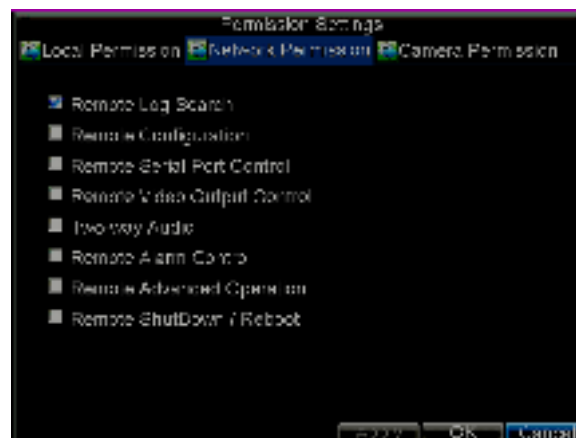 Permission Settings
Local Permission Network Permission Camera Permission
Remote Log Search
Remote Configuration
Remote Serial Port Control
Remote Video Output Control
Two-way Audio
Remote Alarm Control
Remote Advanced Operation
Remote ShutDown / Reboot
Apply OK Cancel